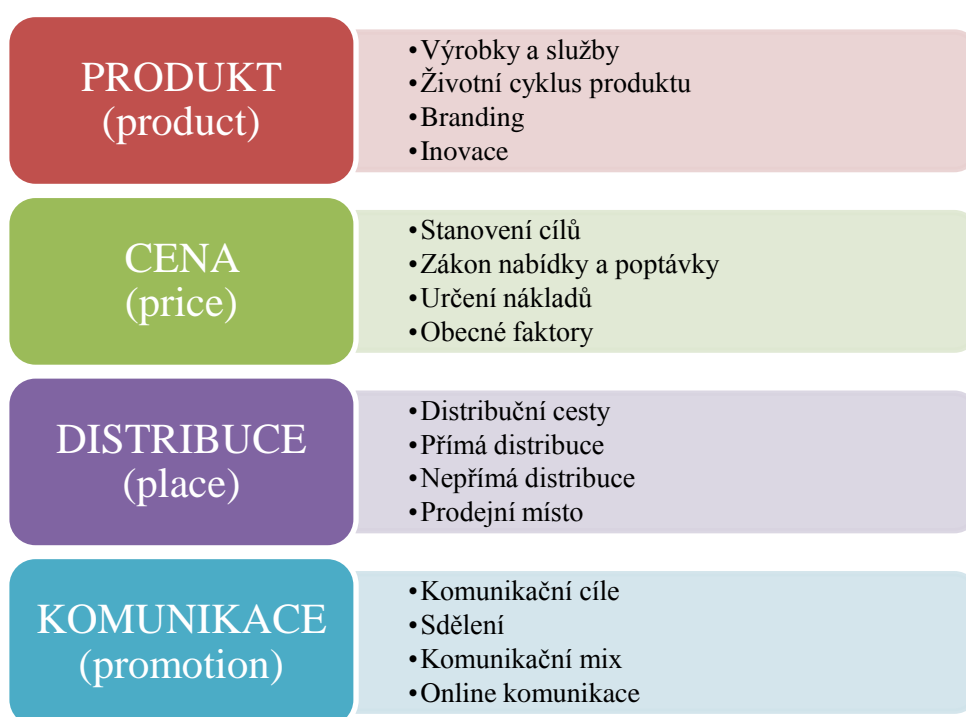 PRODUKT
(product)
•Výrobky a služby
•Životní cyklus produktu
•Branding
•Inovace
CENA
(price)
•Stanovení cílů
•Zákon nabídky a poptávky
•Určení nákladů
•Obecné faktory
DISTRIBUCE
(place)
•Distribuční cesty
•Přímá distribuce
•Nepřímá distribuce
•Prodejní místo
KOMUNIKACE
(promotion)
•Komunikační cíle
•Sdělení
•Komunikační mix
•Online komunikace